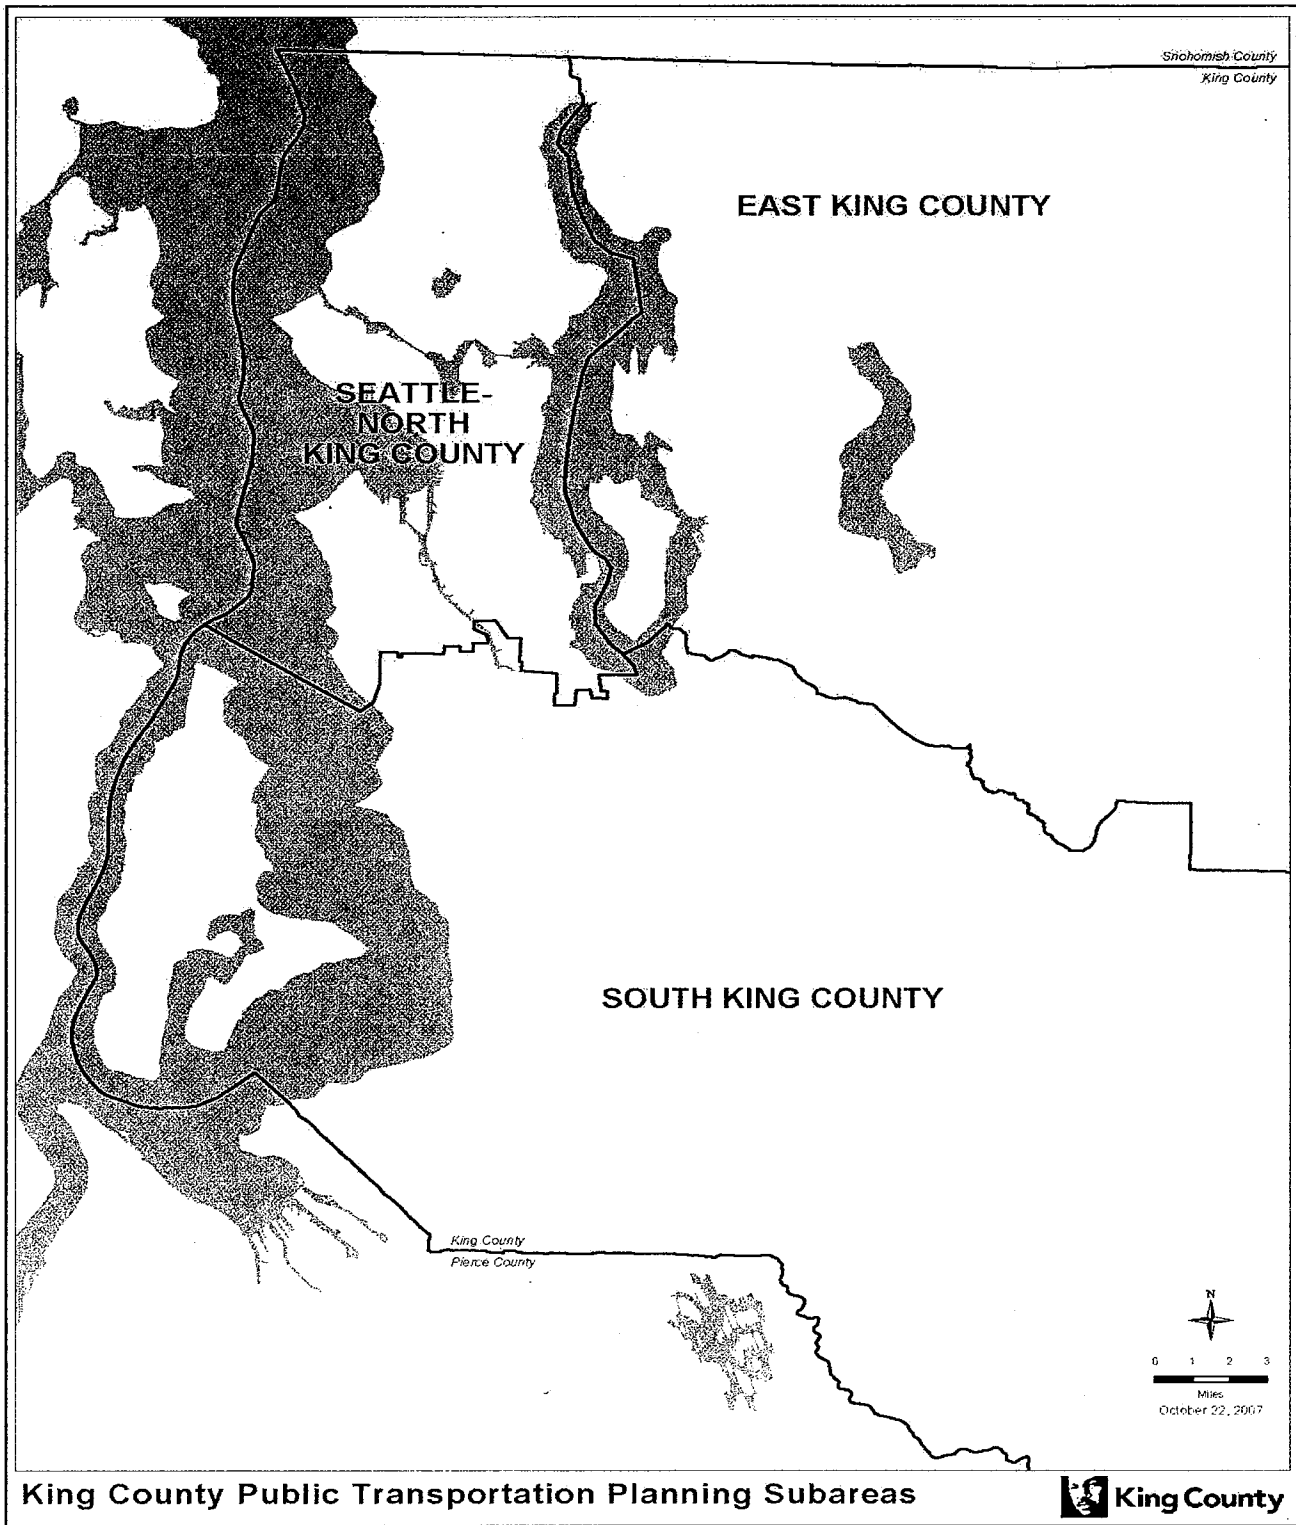 Snohomish County
King County
EAST KING COUNTY
SEATTLE-
NORTH
KING COUNTY
SOUTH KING COUNTY
King County
Pierce County
N
0 1 2 3
Miles
October 22, 2007
King County Public Transportation Planning Subareas
King County